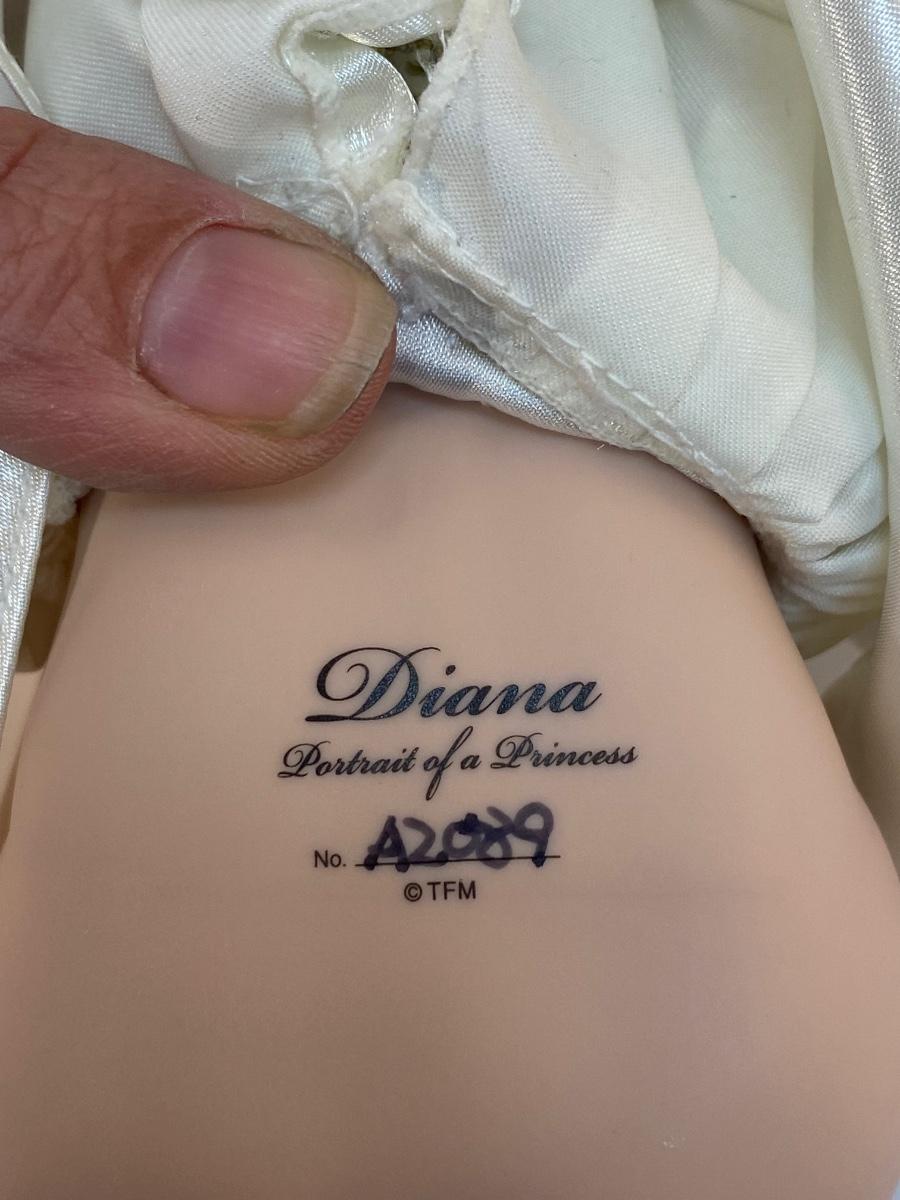 Diana
Portrait of a Princess
No. A2089
©TFM